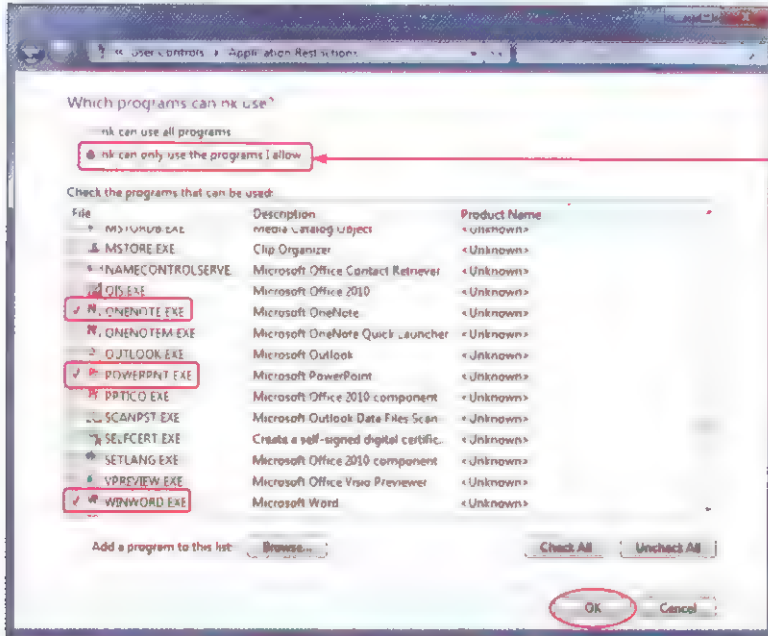 « User Controls ▸ Application Restrictions
Which programs can nk use?
nk can use all programs
nk can only use the programs I allow
Check the programs that can be used:
File Description Product Name
MSTORDB.EXE Media Catalog Object <Unknown>
MSTORE.EXE Clip Organizer <Unknown>
NAMECONTROLSERVE. Microsoft Office Contact Retriever <Unknown>
OIS.EXE Microsoft Office 2010 <Unknown>
ONENOTE.EXE Microsoft OneNote <Unknown>
ONENOTEM.EXE Microsoft OneNote Quick Launcher <Unknown>
OUTLOOK.EXE Microsoft Outlook <Unknown>
POWERPNT.EXE Microsoft PowerPoint <Unknown>
PPTICO.EXE Microsoft Office 2010 component <Unknown>
SCANPST.EXE Microsoft Outlook Data Files Scan <Unknown>
SELFCERT.EXE Create a self-signed digital certific... <Unknown>
SETLANG.EXE Microsoft Office 2010 component <Unknown>
VPREVIEW.EXE Microsoft Office Visio Previewer <Unknown>
WINWORD.EXE Microsoft Word <Unknown>
Add a program to this list: Browse... Check All Uncheck All
OK Cancel